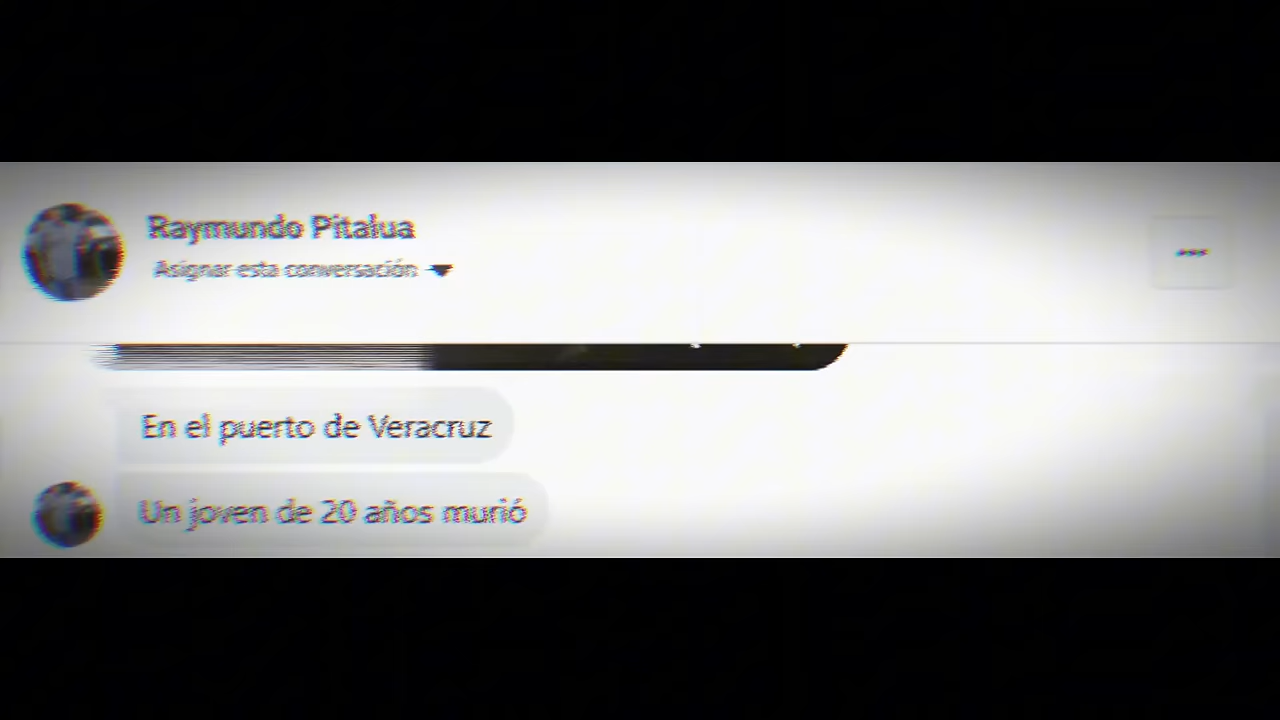 Raymundo Pitalua
Asignar esta conversación
En el puerto de Veracruz
Un joven de 20 años murió